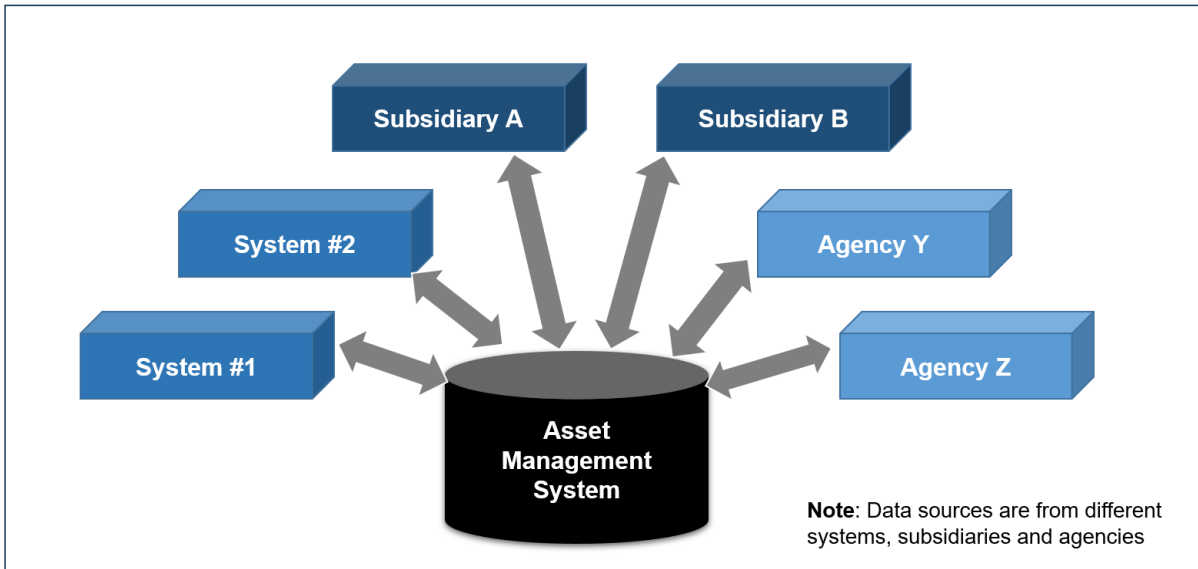 Subsidiary A
Subsidiary B
System #2
Agency Y
System #1
Agency Z
Asset
Management
System
Note: Data sources are from different
systems, subsidiaries and agencies